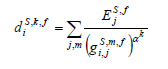 $d_i^{S,k,f} = \sum_{j,m} \frac{E_j^{S,f}}{\left(g_{i,j}^{S,m,f}\right)^{\alpha^k}}$